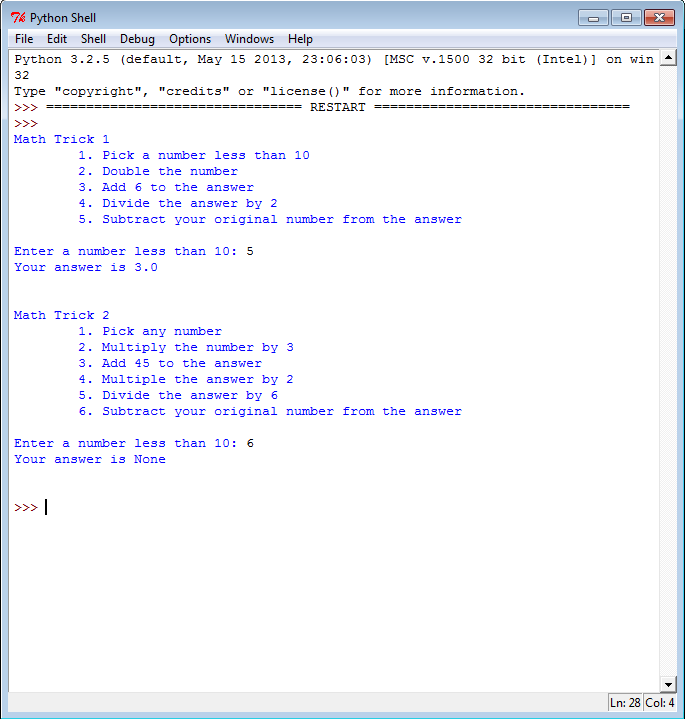 Python Shell
File Edit Shell Debug Options Windows Help
Python 3.2.5 (default, May 15 2013, 23:06:03) [MSC v.1500 32 bit (Intel)] on win
32
Type "copyright", "credits" or "license()" for more information.
>>> ================================ RESTART ================================
>>>
Math Trick 1
1. Pick a number less than 10
2. Double the number
3. Add 6 to the answer
4. Divide the answer by 2
5. Subtract your original number from the answer
Enter a number less than 10: 5
Your answer is 3.0
Math Trick 2
1. Pick any number
2. Multiply the number by 3
3. Add 45 to the answer
4. Multiple the answer by 2
5. Divide the answer by 6
6. Subtract your original number from the answer
Enter a number less than 10: 6
Your answer is None
>>>
Ln: 28 Col: 4